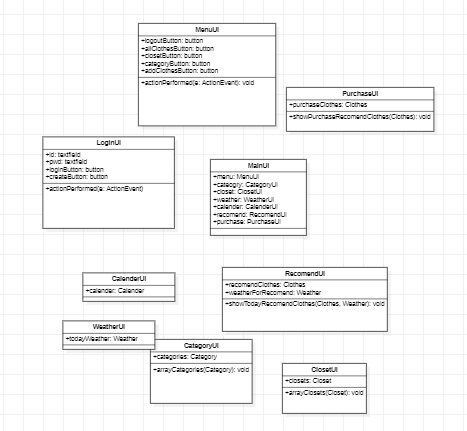 MenuUI
+logoutButton: button
+allClothesButton: button
+closetButton: button
+categoryButton: button
+addClothesButton: button
+actionPerformed(e: ActionEvent): void
PurchaseUI
+purchaseClothes: Clothes
+showPurchaseRecomendClothes(Clothes): void
LoginUI
+id: textfield
+pwd: textfield
+loginButton: button
+createButton: button
+actionPerformed(e: ActionEvent)
MainUI
+menu: MenuUI
+cateogry: CategoryUI
+closet: ClosetUI
+weather: WeatherUI
+calender: CalenderUI
+recomend: RecomendUI
+purchase: PurchaseUI
CalenderUI
+calender: Calender
RecomendUI
+recomendClothes: Clothes
+weatherForRecomend: Weather
+showTodayRecomendClothes(Clothes, Weather): void
WeatherUI
+todayWeather: Weather
CategoryUI
+categories: Category
+arrayCategories(Category): void
ClosetUI
+closets: Closet
+arrayClosets(Closet): void